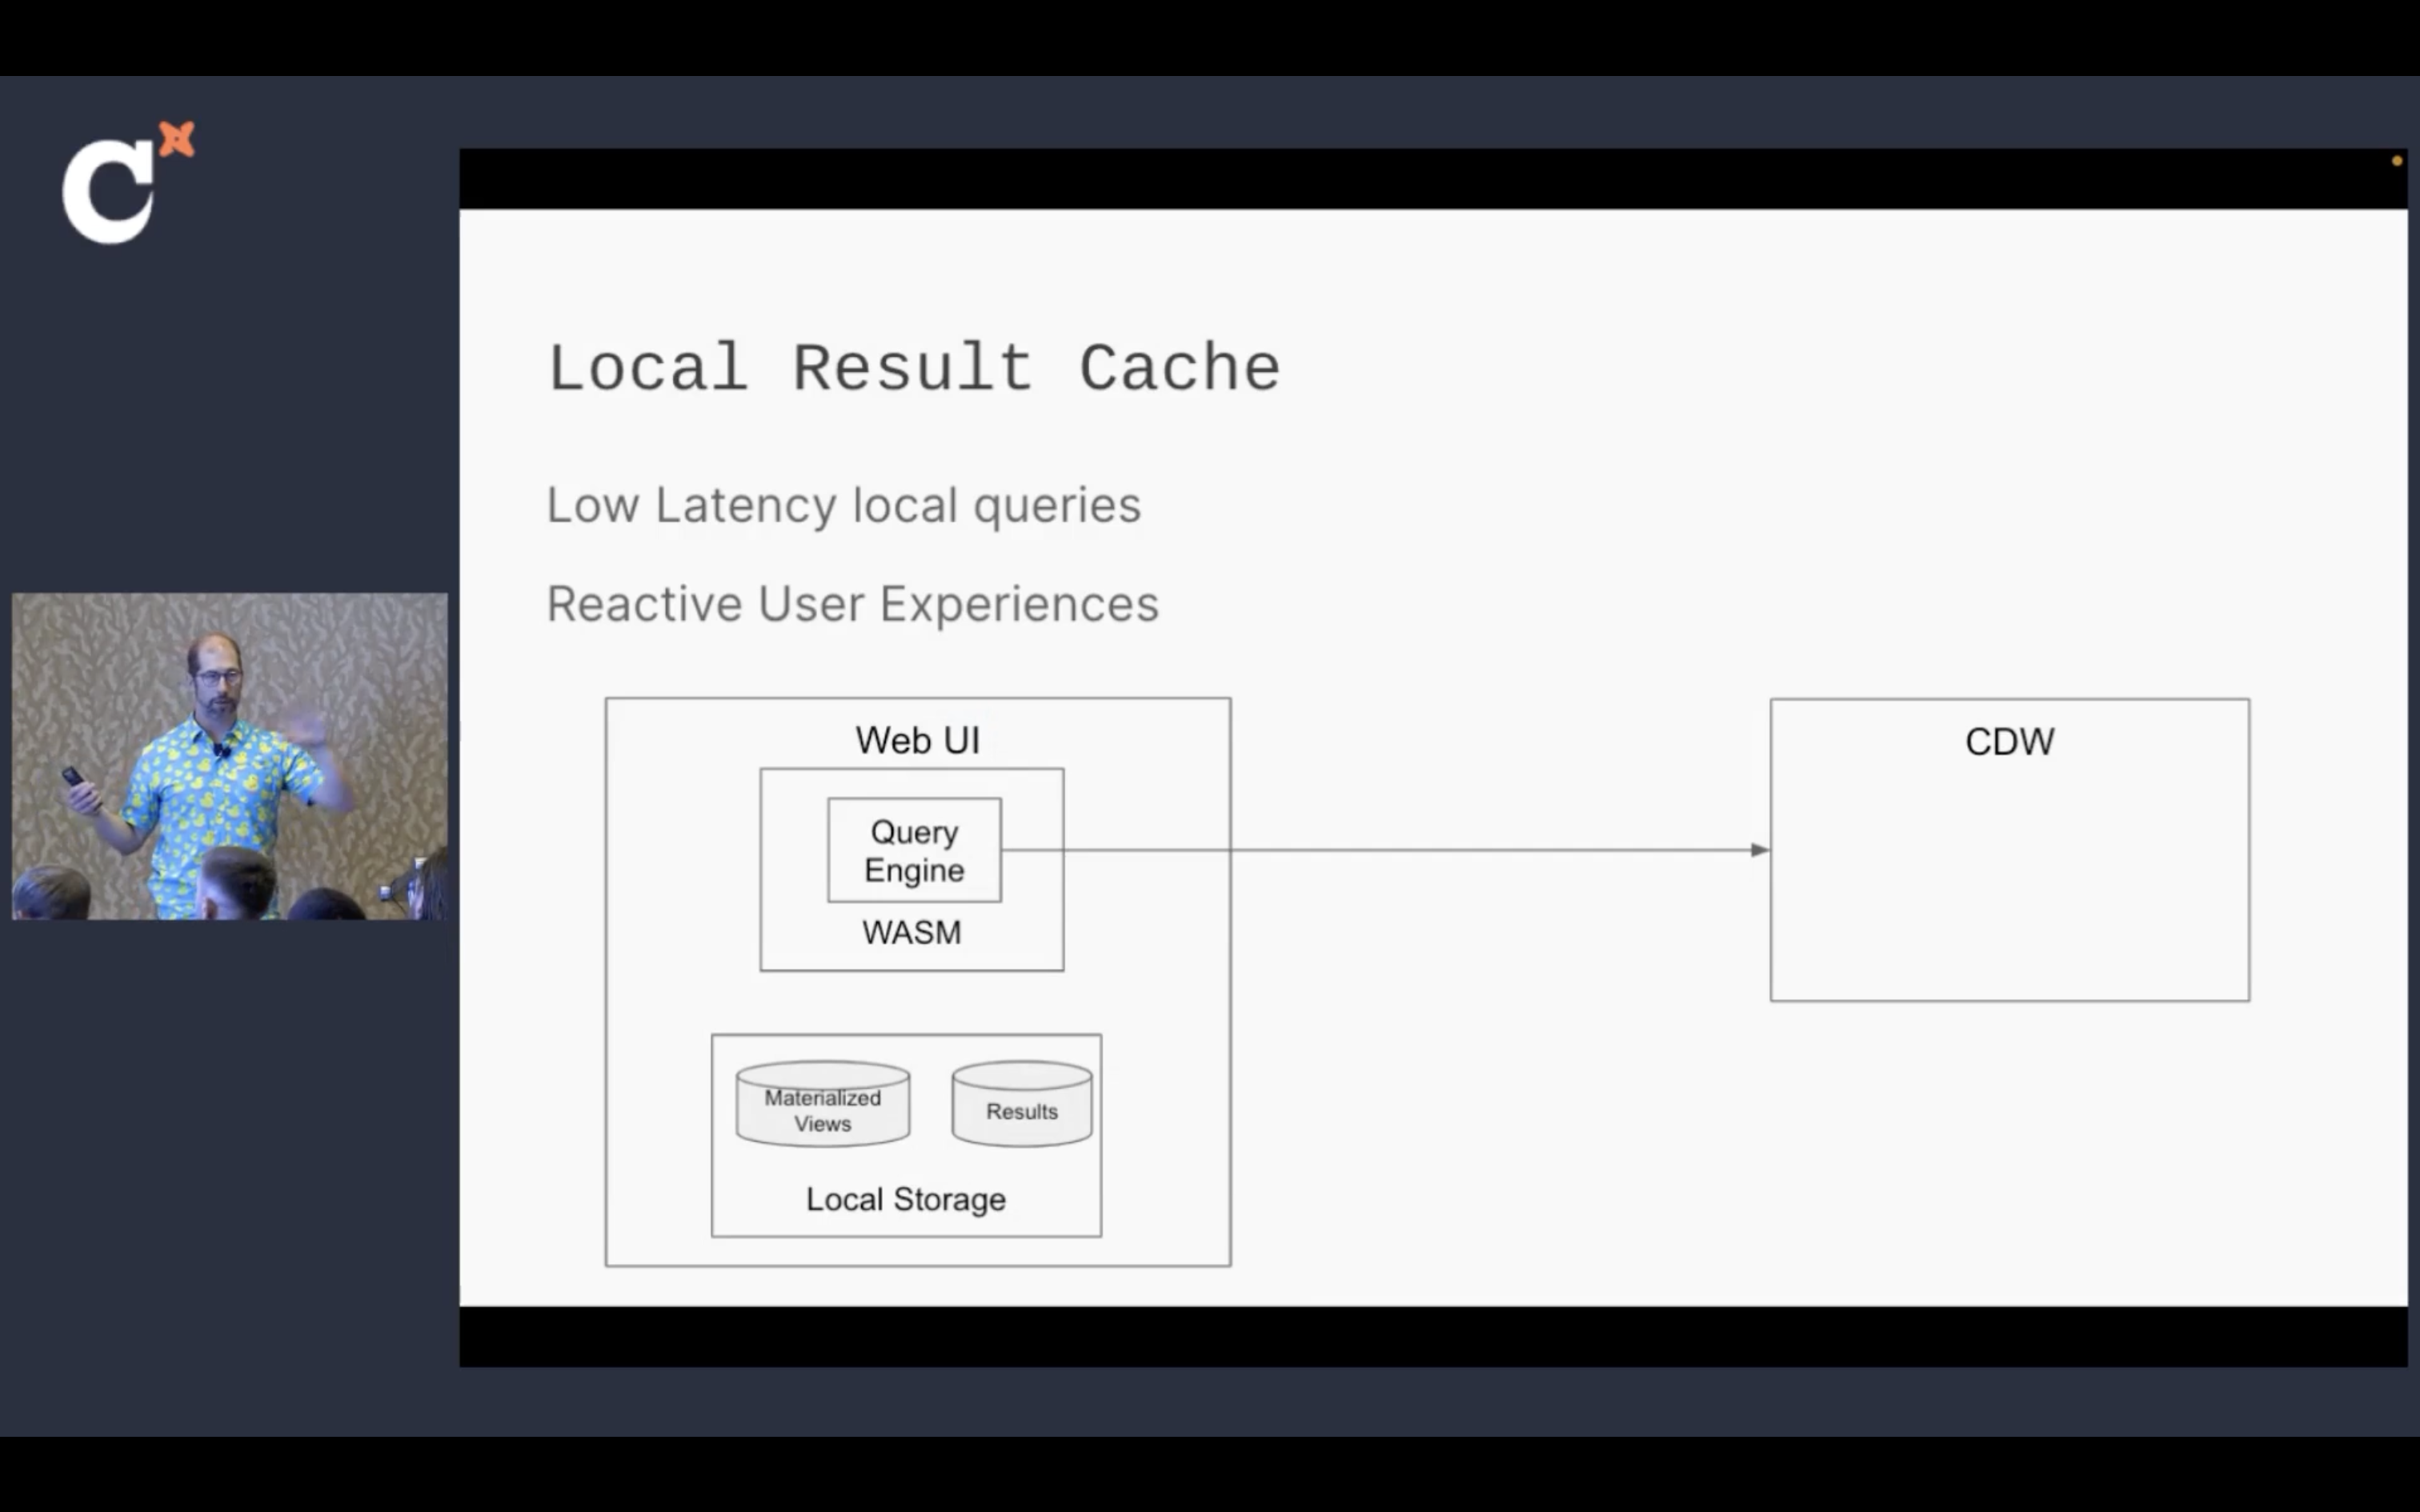 C
Local Result Cache
Low Latency local queries
Reactive User Experiences
Web UI
Query
Engine
WASM
Materialized
Views
Results
Local Storage
CDW